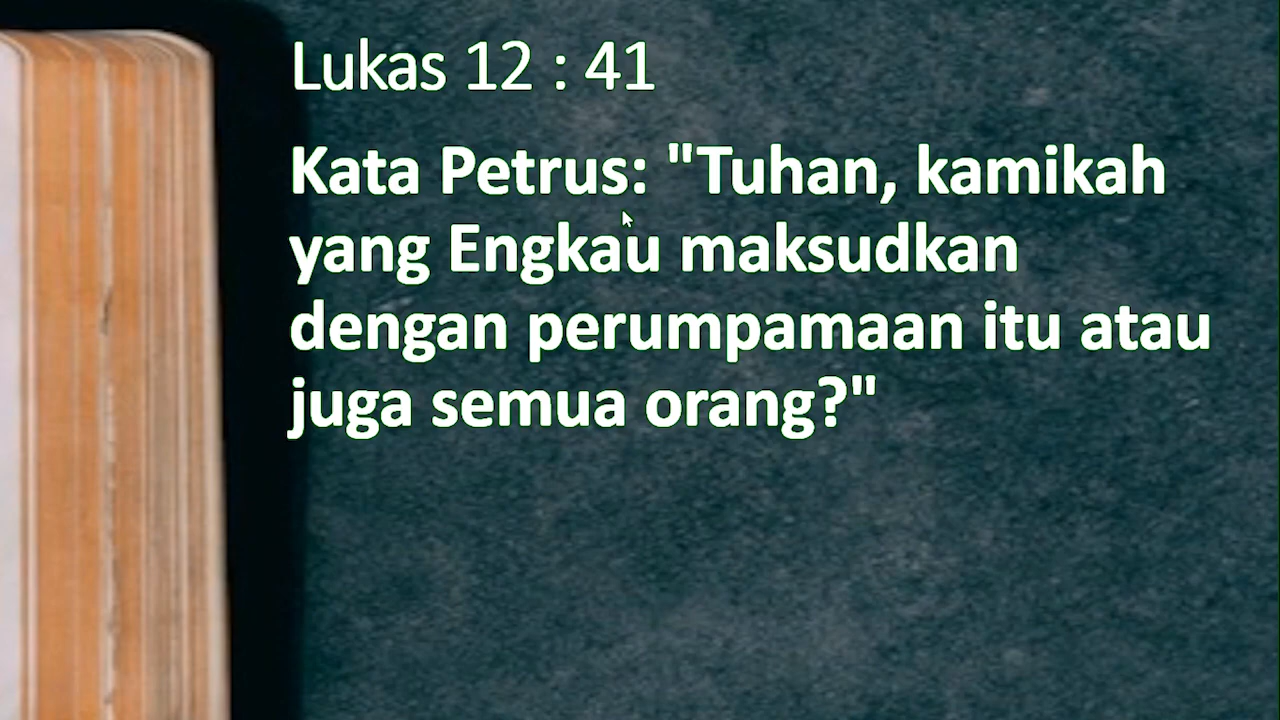 Lukas 12 : 41
Kata Petrus: "Tuhan, kamikah
yang Engkau maksudkan
dengan perumpamaan itu atau
juga semua orang?"